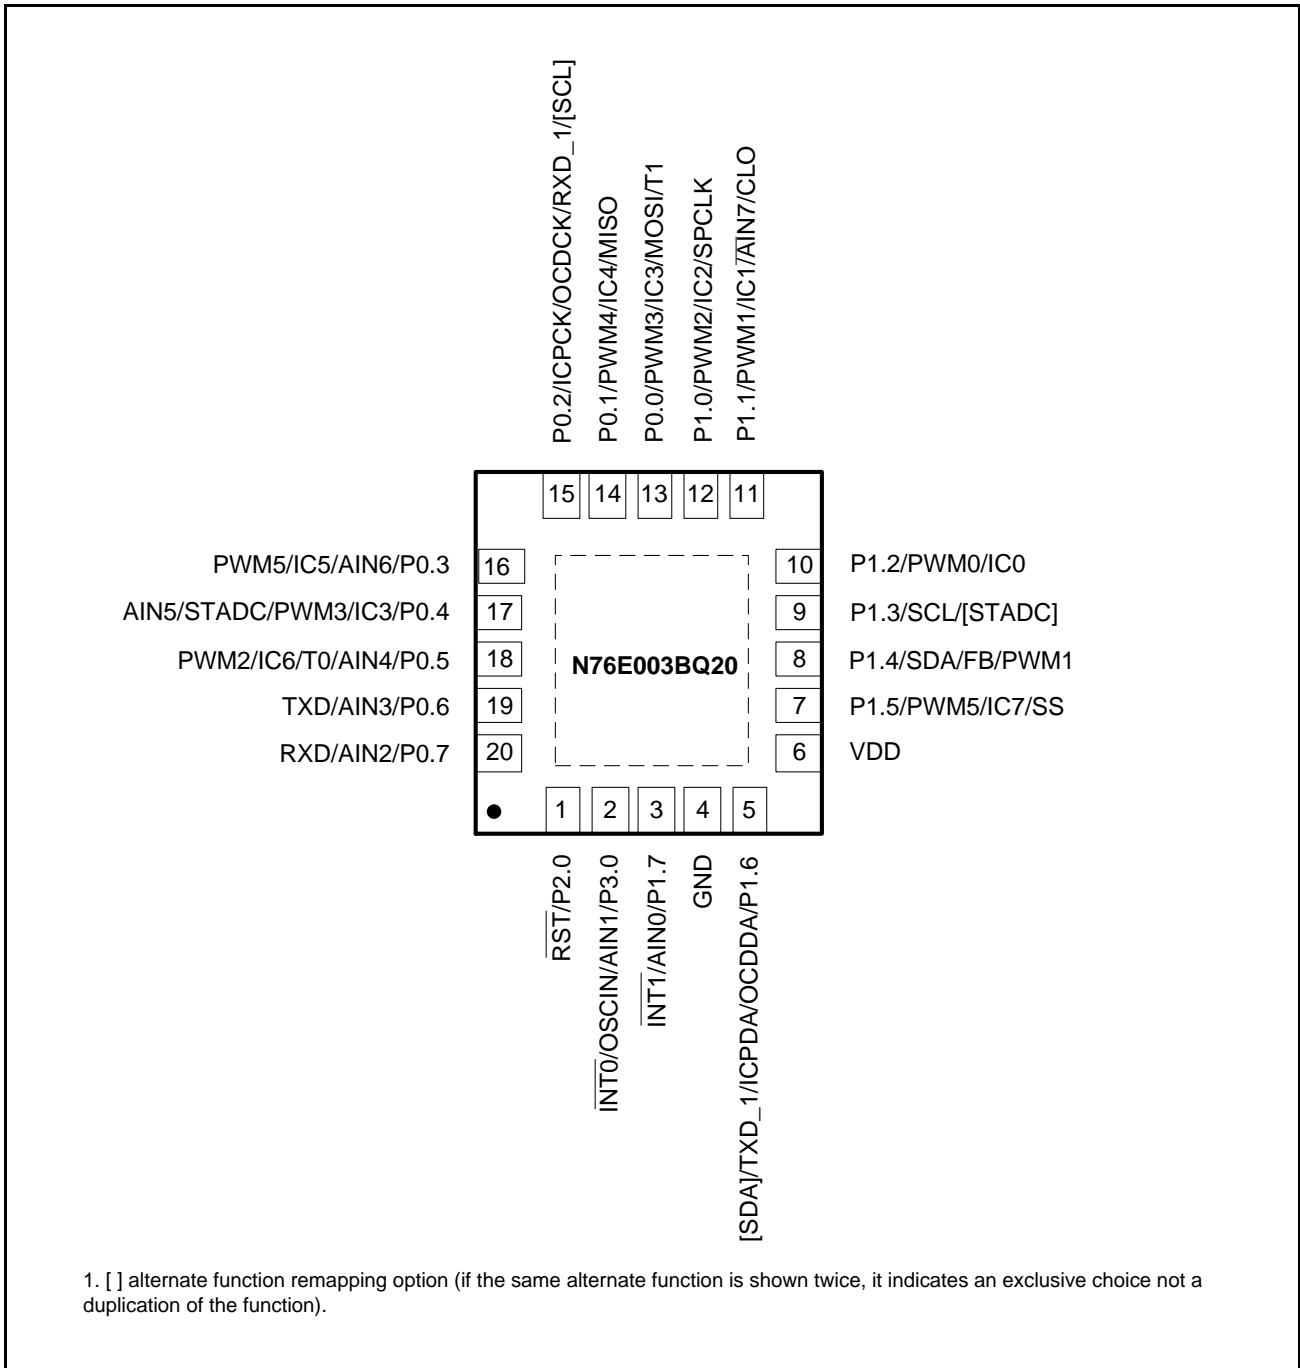 P0.2/ICPCK/OCDCK/RXD_1/[SCL]
P0.1/PWM4/IC4/MISO
P0.0/PWM3/IC3/MOSI/T1
P1.0/PWM2/IC2/SPCLK
P1.1/PWM1/IC1/AIN7/CLO
15
14
13
12
11
PWM5/IC5/AIN6/P0.3
16
10
P1.2/PWM0/IC0
AIN5/STADC/PWM3/IC3/P0.4
17
9
P1.3/SCL/[STADC]
PWM2/IC6/T0/AIN4/P0.5
18
N76E003BQ20
8
P1.4/SDA/FB/PWM1
TXD/AIN3/P0.6
19
7
P1.5/PWM5/IC7/SS
RXD/AIN2/P0.7
20
6
VDD
1
2
3
4
5
RST/P2.0
INT0/OSCIN/AIN1/P3.0
INT1/AIN0/P1.7
GND
[SDA]/TXD_1/ICPDA/OCDDA/P1.6
1. [ ] alternate function remapping option (if the same alternate function is shown twice, it indicates an exclusive choice not a
duplication of the function).